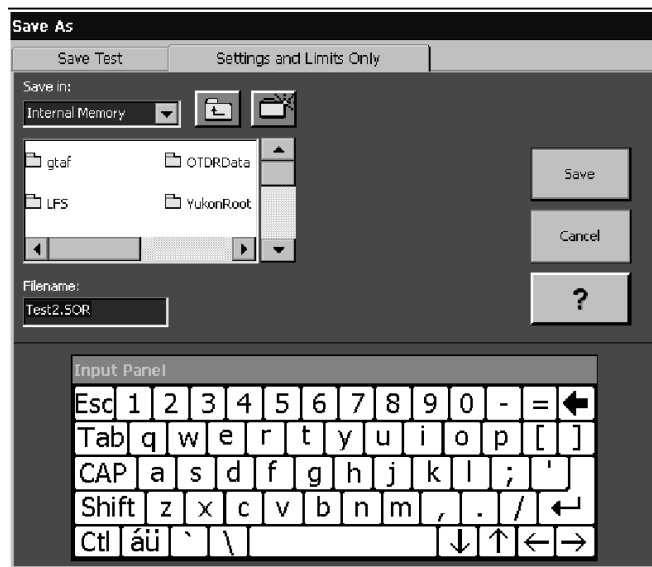 Save As
Save Test Settings and Limits Only
Save in:
Internal Memory
gtaf OTDRData
LFS YukonRoot
Save
Cancel
?
Filename:
Test2.SOR
Input Panel
Esc 1 2 3 4 5 6 7 8 9 0 - =
Tab q w e r t y u i o p [ ]
CAP a s d f g h j k l ; '
Shift z x c v b n m , . /
Ctl áü ` \ ↓ ↑ ← →